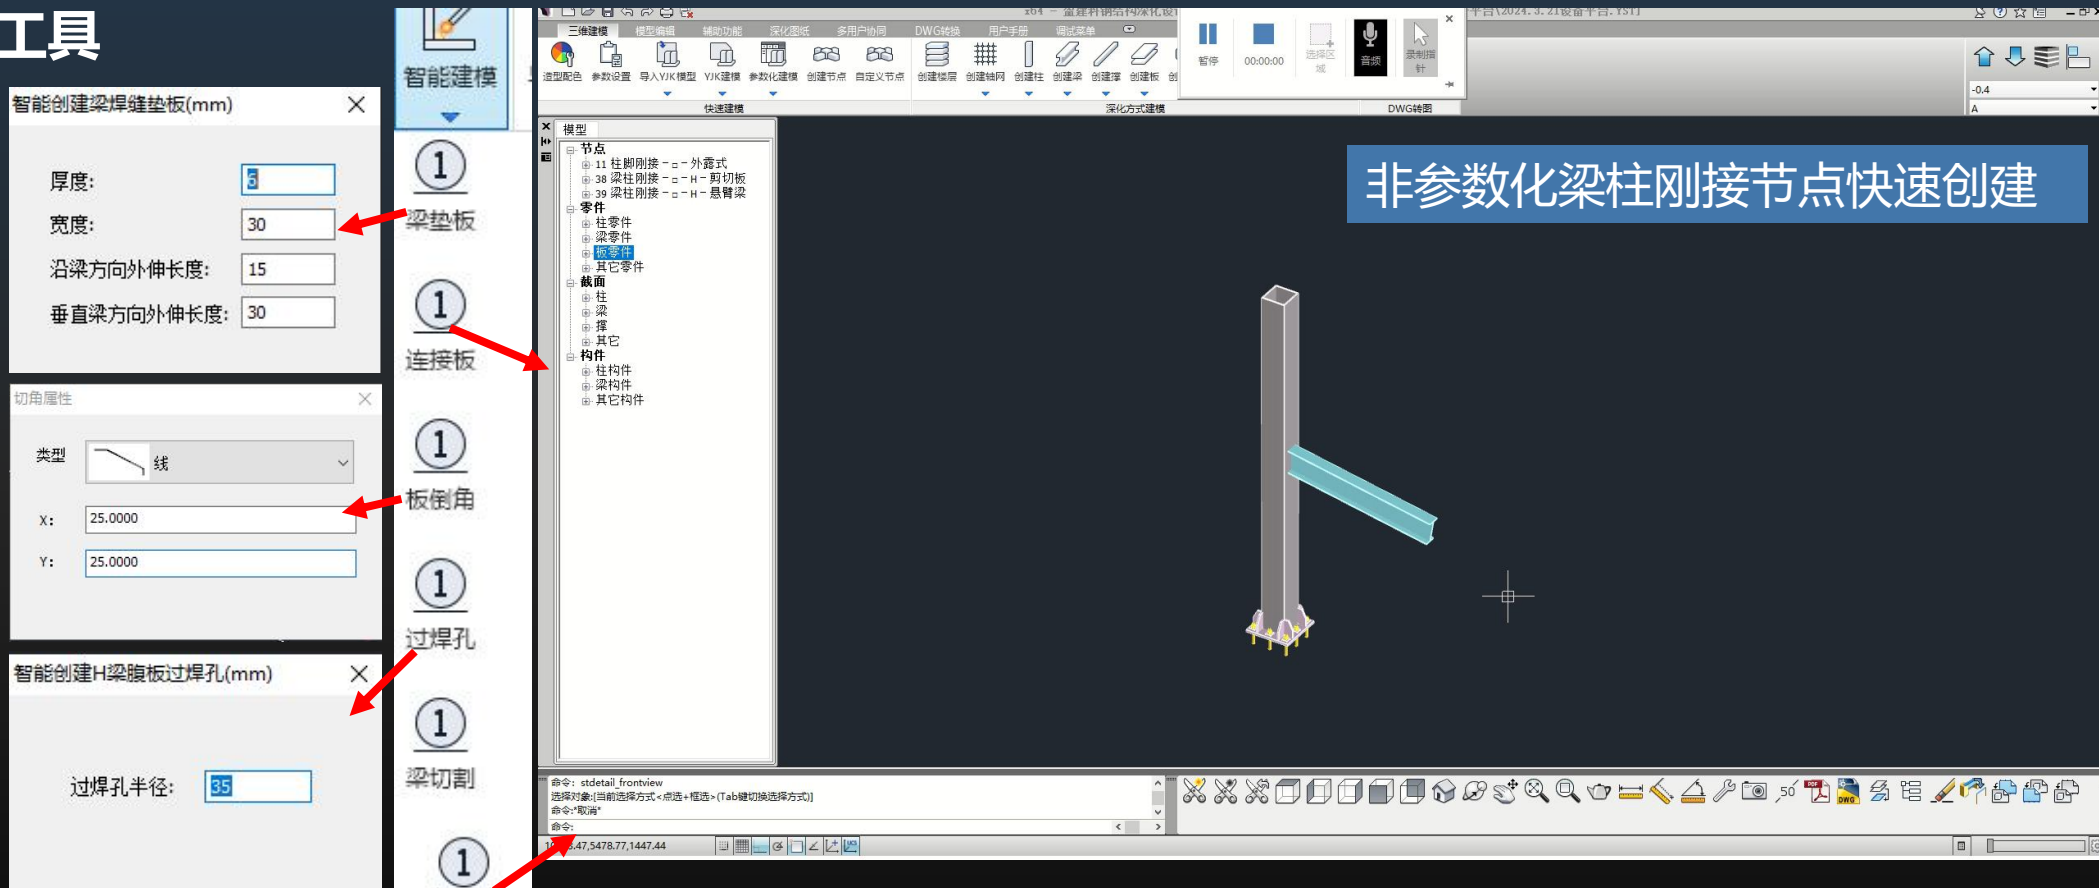 工具
智能创建梁焊缝垫板(mm)
厚度:
宽度: 30
沿梁方向外伸长度: 15
垂直梁方向外伸长度: 30
切角属性
类型 线
X: 25.0000
Y: 25.0000
智能创建H梁腹板过焊孔(mm)
过焊孔半径: 35
智能建模
1
梁垫板
1
连接板
1
板倒角
1
过焊孔
1
梁切割
1
三维建模 模型编辑 辅助功能 深化图纸 多用户协同 DWG转换 用户手册 调试菜单
造型配色 参数设置 导入YJK模型 YJK建模 参数化建模 创建节点 自定义节点 创建楼层 创建轴网 创建柱 创建梁 创建撑 创建板
快速建模 深化方式建模 DWG转图
暂停 00:00:00 选择区域 音频 录制指针
-0.4
A
模型
节点
11 柱脚刚接-□-外露式
38 梁柱刚接-□-H-剪切板
39 梁柱刚接-□-H-悬臂梁
零件
柱零件
梁零件
板零件
其它零件
截面
柱
梁
撑
其它
构件
柱构件
梁构件
其它构件
非参数化梁柱刚接节点快速创建
命令: stdetail_frontview
选择对象:[当前选择方式<点选+框选>(Tab键切换选择方式)]
命令:*取消*
命令:
.47,5478.77,1447.44